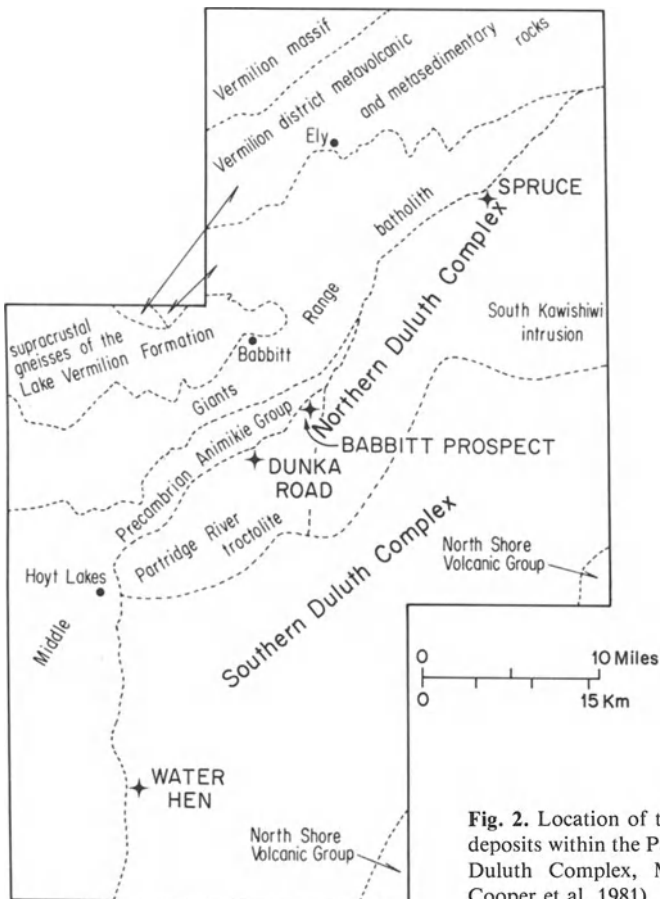 Vermilion massif
Vermilion district metavolcanic
and metasedimentary rocks
Ely
SPRUCE
batholith
Northern Duluth Complex
South Kawishiwi
intrusion
Range
supracrustal
gneisses of the
Lake Vermilion Formation
Babbitt
Giants
Precambrian Animikie Group
BABBITT PROSPECT
DUNKA
ROAD
Partridge River
troctolite
Southern Duluth Complex
North Shore
Volcanic Group
Hoyt Lakes
Middle
0 10 Miles
0 15 Km
WATER
HEN
North Shore
Volcanic Group
Fig. 2. Location of t
deposits within the P
Duluth Complex, M
Cooper et al. 1981)